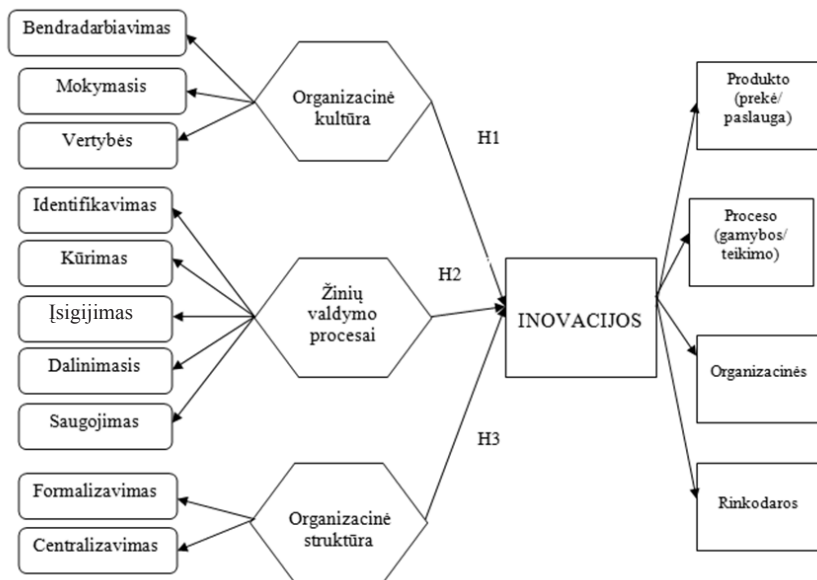 Bendradarbiavimas
Mokymasis
Vertybės
Organizacinė
kultūra
H1
Produkto
(prekė/
paslauga)
Identifikavimas
Kūrimas
Įsigijimas
Dalinimasis
Saugojimas
Žinių
valdymo
procesai
H2
INOVACIJOS
Proceso
(gamybos/
teikimo)
Organizacinės
Formalizavimas
Centralizavimas
Organizacinė
struktūra
H3
Rinkodaros